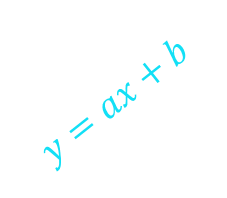 y = ax + b